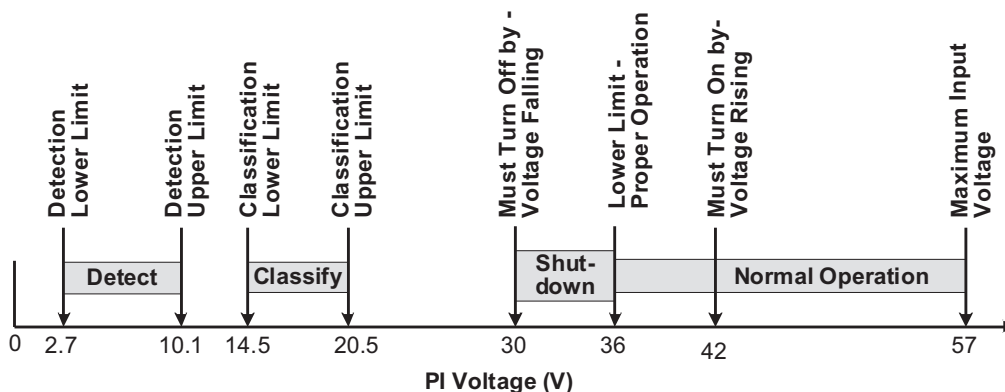 Detection
Lower Limit
Detection
Upper Limit
Classification
Lower Limit
Classification
Upper Limit
Must Turn Off by -
Voltage Falling
Lower Limit -
Proper Operation
Must Turn On by-
Voltage Rising
Maximum Input
Voltage
Detect
Classify
Shut-
down
Normal Operation
0
2.7
10.1
14.5
20.5
30
36
42
57
PI Voltage (V)